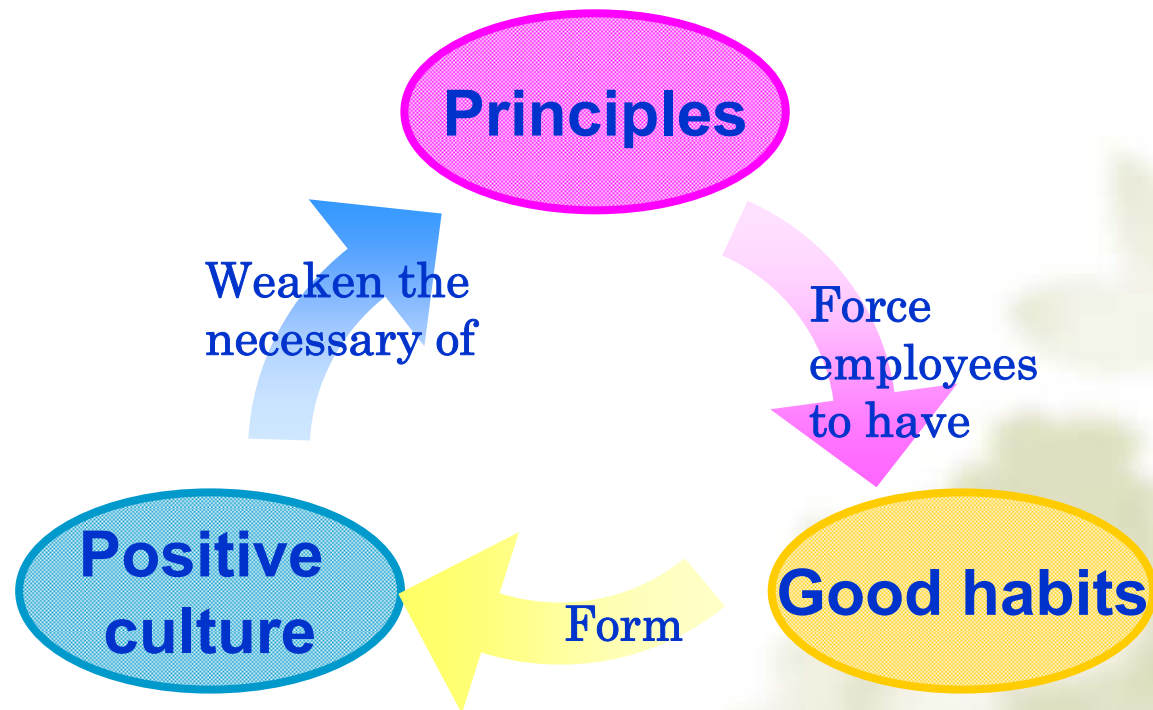 Principles
Force
employees
to have
Good habits
Form
Positive
culture
Weaken the
necessary of